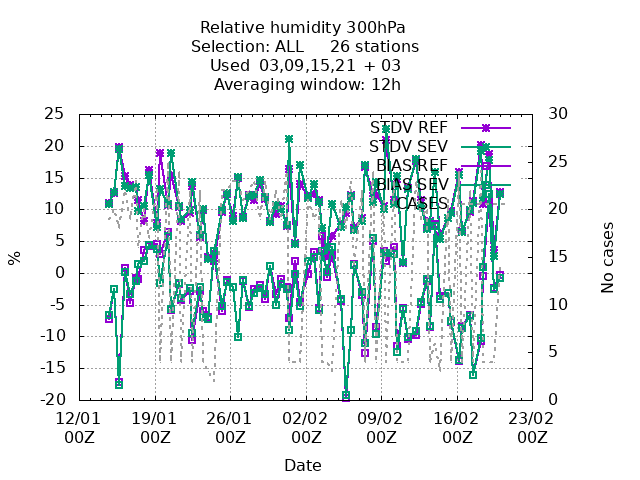 Relative humidity 300hPa
Selection: ALL 26 stations
Used 03,09,15,21 + 03
Averaging window: 12h
25
20
15
10
5
0
-5
-10
-15
-20
%
30
25
20
15
10
5
0
No cases
STDV REF
STDV SEV
BIAS REF
BIAS SEV
CASES
12/01 19/01 26/01 02/02 09/02 16/02 23/02
00Z 00Z 00Z 00Z 00Z 00Z 00Z
Date